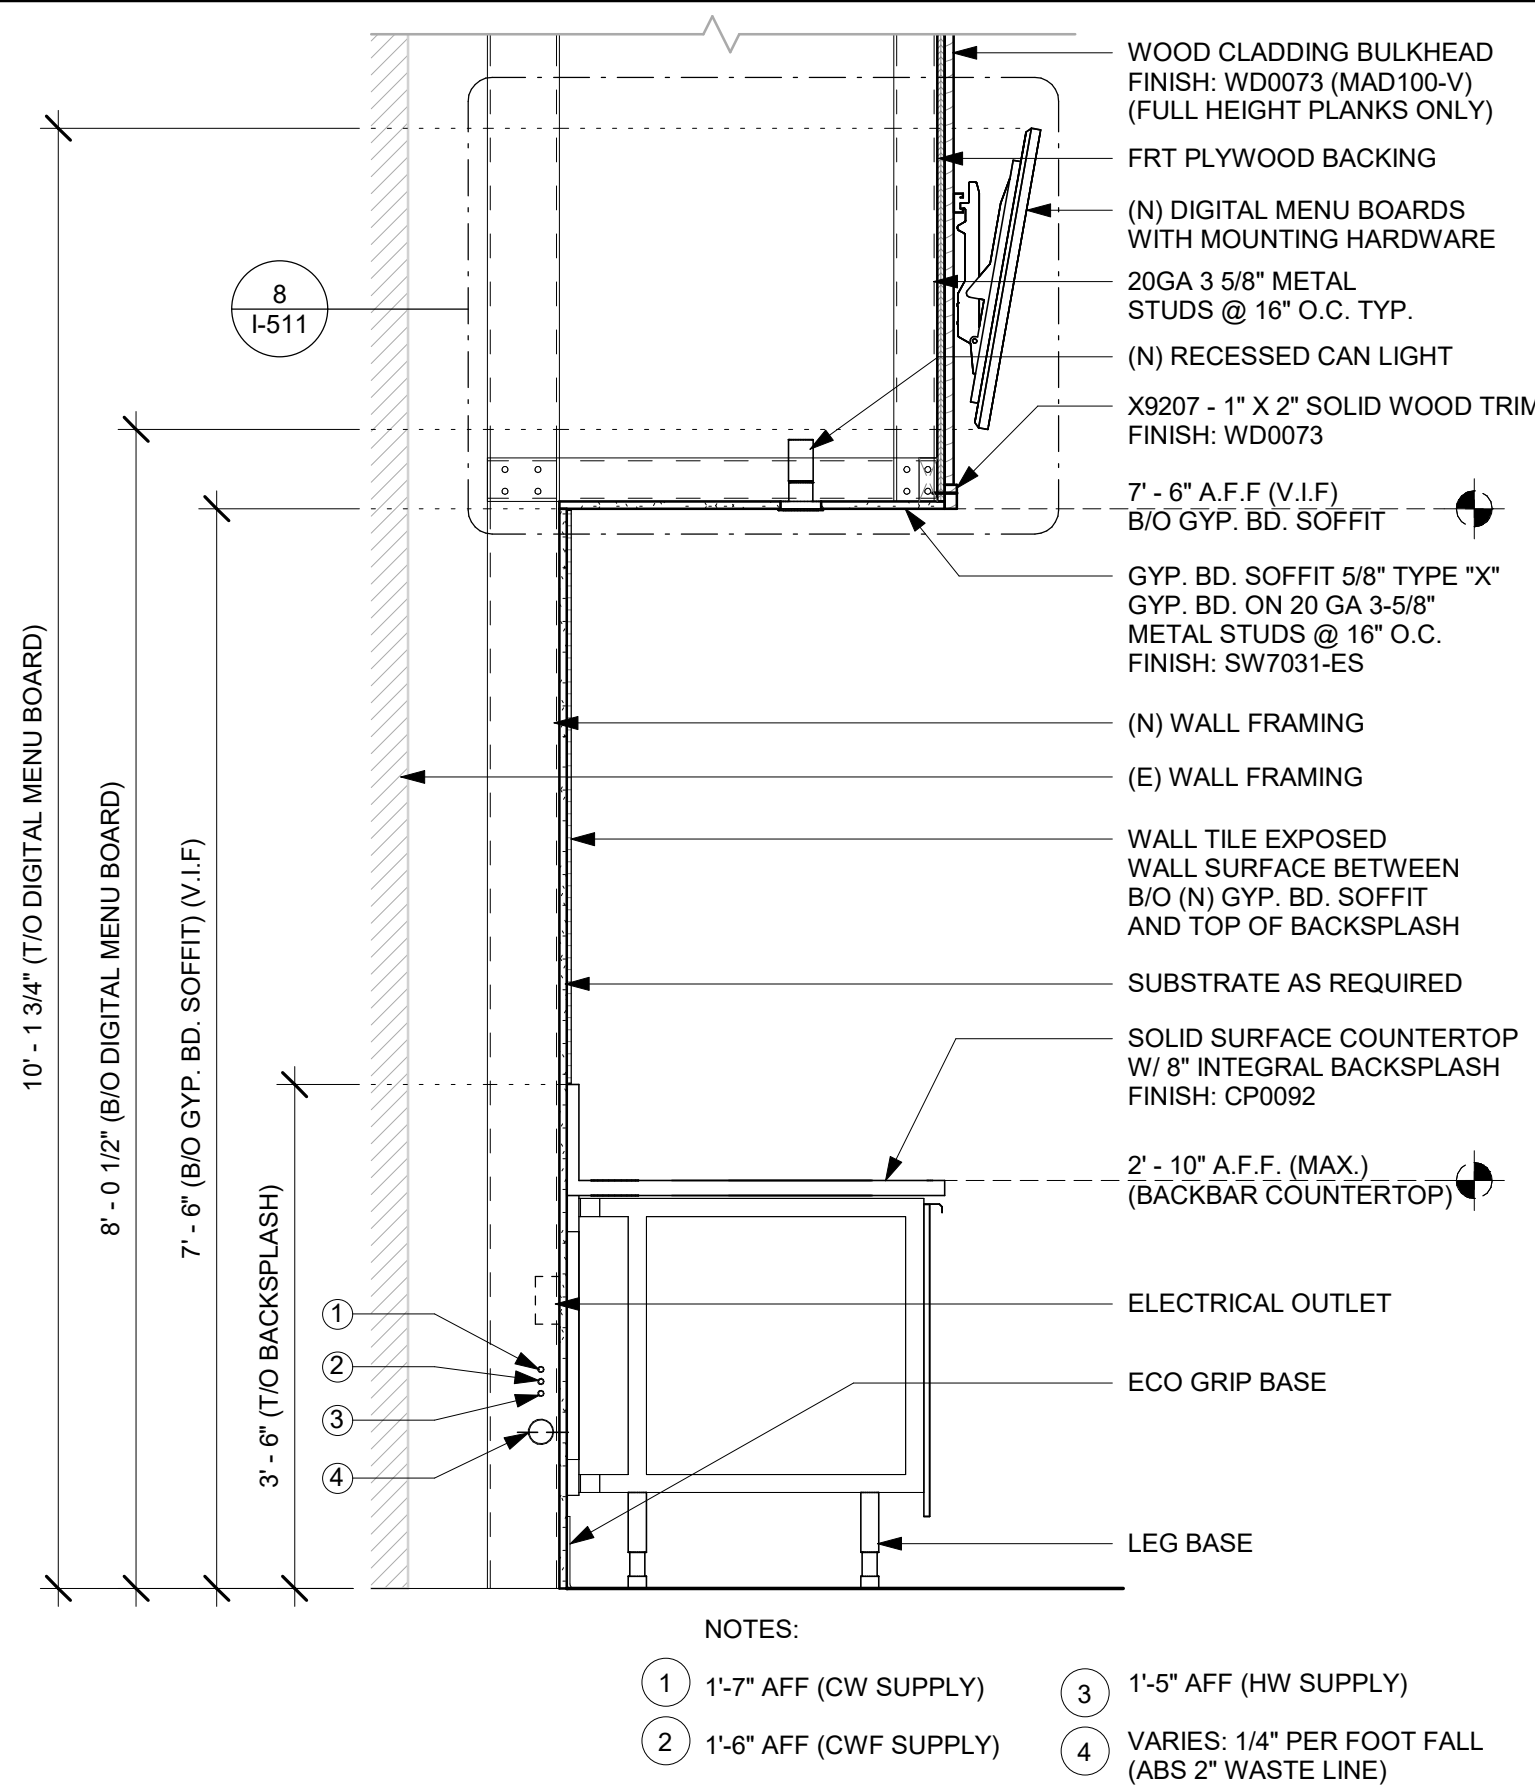 WOOD CLADDING BULKHEAD
FINISH: WD0073 (MAD100-V)
(FULL HEIGHT PLANKS ONLY)
FRT PLYWOOD BACKING
(N) DIGITAL MENU BOARDS
WITH MOUNTING HARDWARE
20GA 3 5/8" METAL
STUDS @ 16" O.C. TYP.
(N) RECESSED CAN LIGHT
X9207 - 1" X 2" SOLID WOOD TRIM
FINISH: WD0073
7' - 6" A.F.F (V.I.F)
B/O GYP. BD. SOFFIT
GYP. BD. SOFFIT 5/8" TYPE "X"
GYP. BD. ON 20 GA 3-5/8"
METAL STUDS @ 16" O.C.
FINISH: SW7031-ES
(N) WALL FRAMING
(E) WALL FRAMING
WALL TILE EXPOSED
WALL SURFACE BETWEEN
B/O (N) GYP. BD. SOFFIT
AND TOP OF BACKSPLASH
SUBSTRATE AS REQUIRED
SOLID SURFACE COUNTERTOP
W/ 8" INTEGRAL BACKSPLASH
FINISH: CP0092
2' - 10" A.F.F. (MAX.)
(BACKBAR COUNTERTOP)
ELECTRICAL OUTLET
ECO GRIP BASE
LEG BASE
8
I-511
10' - 1 3/4" (T/O DIGITAL MENU BOARD)
8' - 0 1/2" (B/O DIGITAL MENU BOARD)
7' - 6" (B/O GYP. BD. SOFFIT) (V.I.F)
3' - 6" (T/O BACKSPLASH)
1
2
3
4
NOTES:
1 1'-7" AFF (CW SUPPLY)
2 1'-6" AFF (CWF SUPPLY)
3 1'-5" AFF (HW SUPPLY)
4 VARIES: 1/4" PER FOOT FALL
(ABS 2" WASTE LINE)